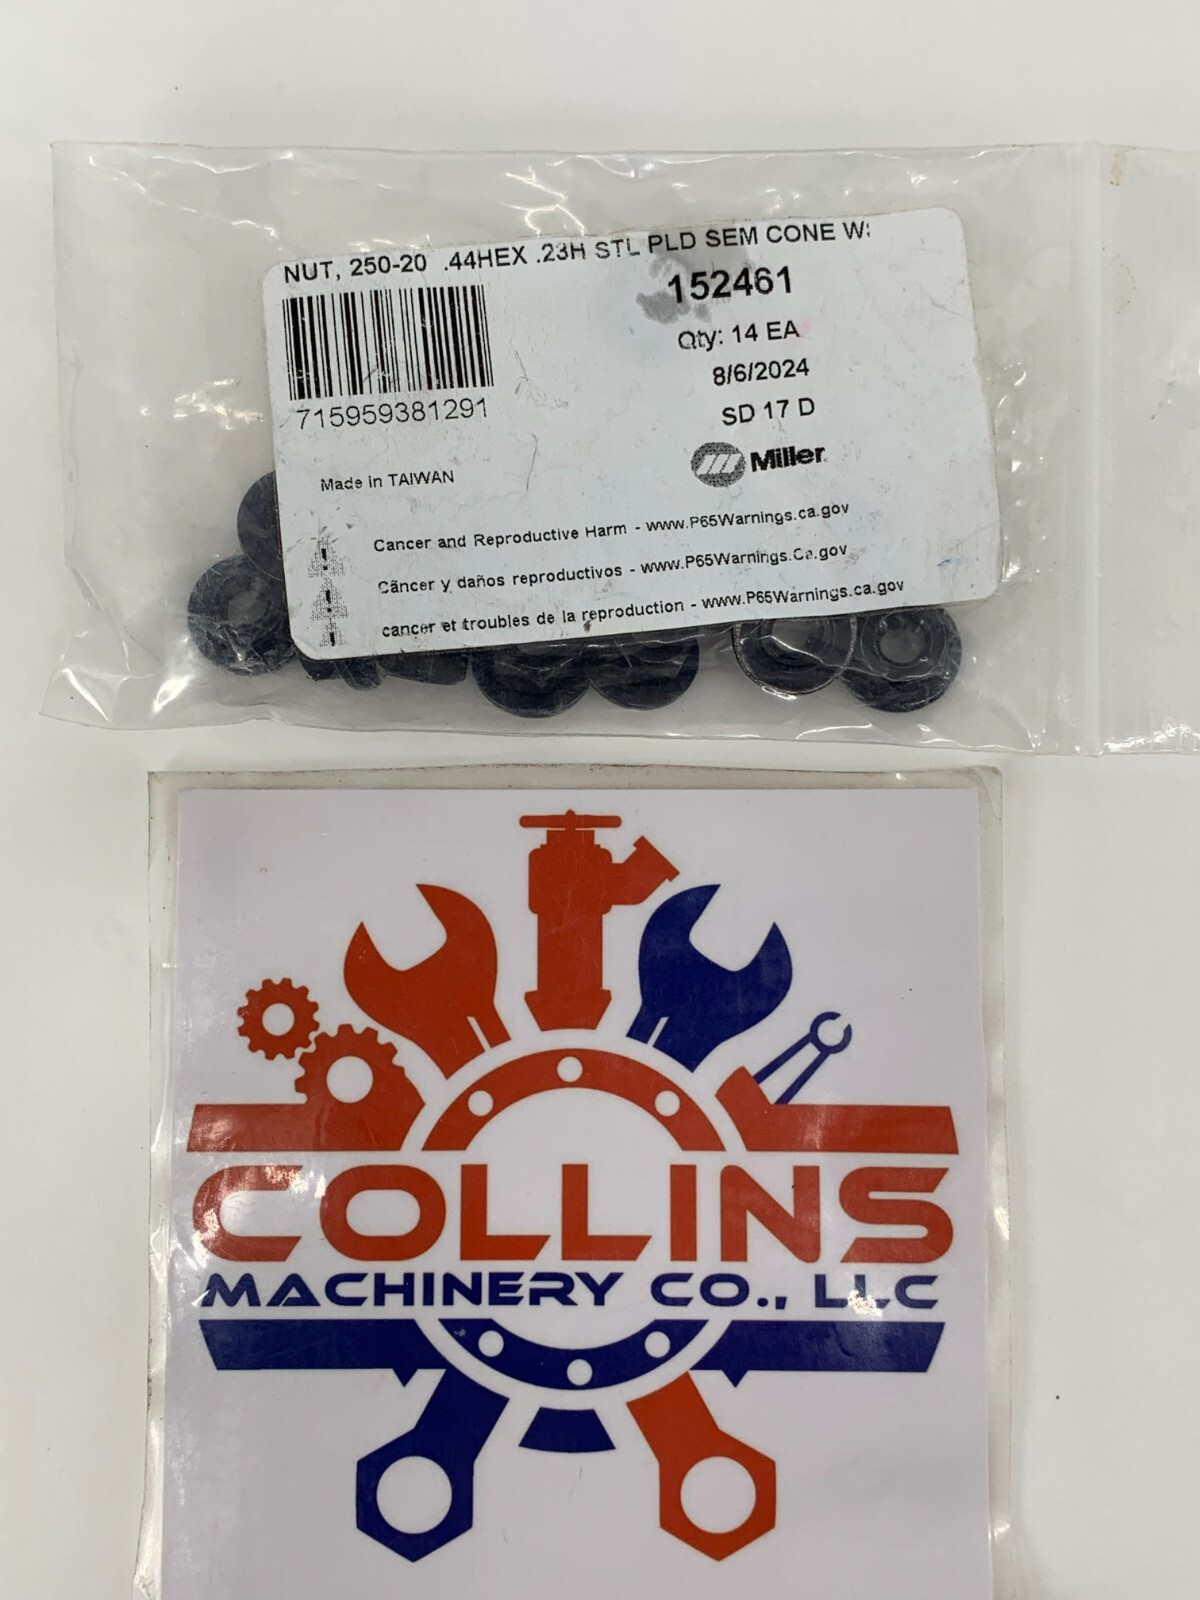 NUT, 250-20 .44HEX .23H STL PLD SEM CONE
152461
Qty: 14 EA
8/6/2024
SD 17 D
715959381291
Miller
Made in TAIWAN
Cancer and Reproductive Harm - www.P65Warnings.ca.gov
Cãncer y daños reproductivos - www.P65Warnings.Ca.gov
cancer et troubles de la reproduction - www.P65Warnings.ca.gov
COLLINS
MACHINERY CO., LLC